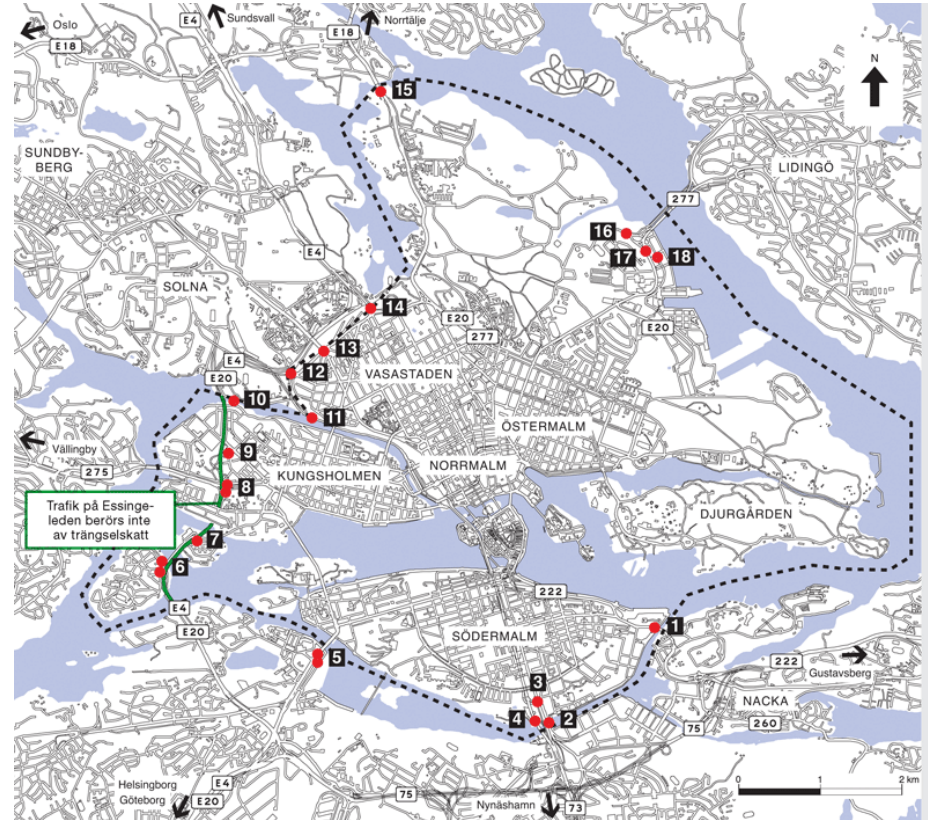 E4
Sundsvall
Norrtälje
Oslo
E18
E18
N
SUNDBY-
BERG
15
LIDINGÖ
277
16
17
18
E4
SOLNA
14
E20
277
E20
13
E4
12
VASASTADEN
E20
10
11
ÖSTERMALM
Vällingby
9
NORRMALM
275
KUNGSHOLMEN
8
Trafik på Essinge-
leden berörs inte
av trängselskatt
DJURGÅRDEN
7
6
222
E4
E20
SÖDERMALM
1
5
222
Gustavsberg
3
NACKA
4
2
75
260
0
1
2 km
Helsingborg
Göteborg
E4
E20
75
Nynäshamn
73